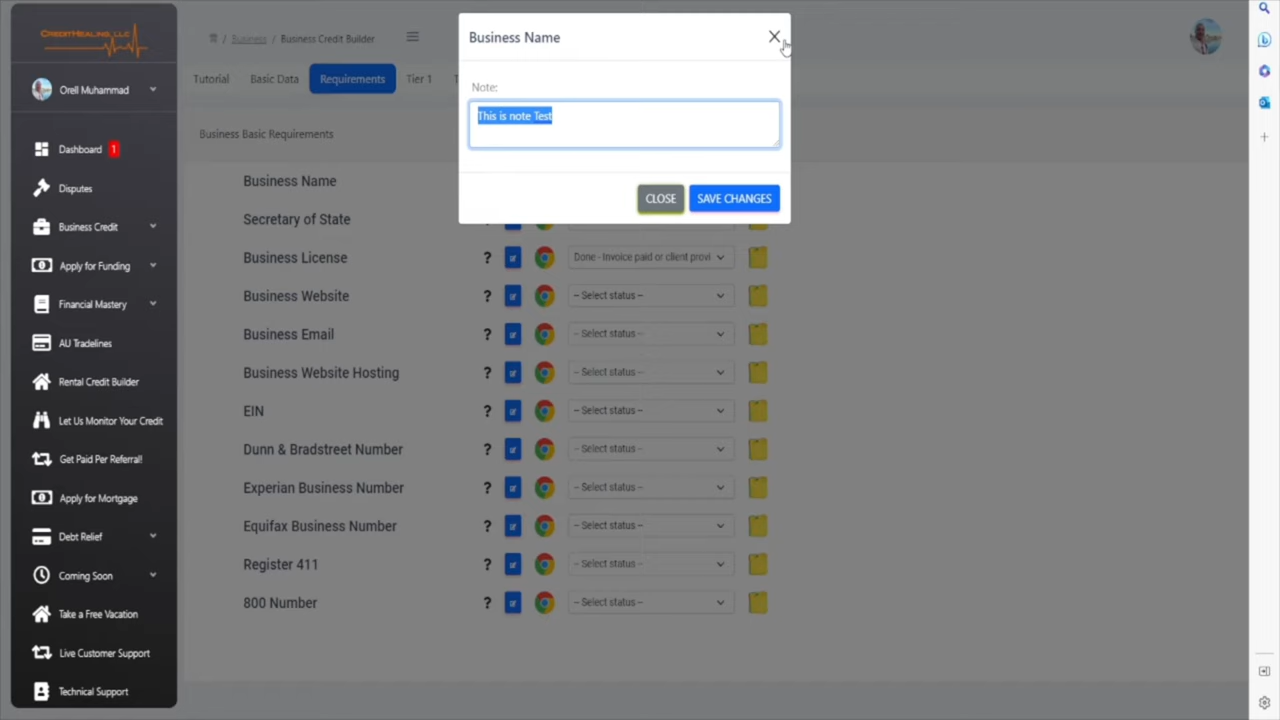 CREDITHEALING, LLC
Orell Muhammad
Dashboard 1
Disputes
Business Credit
Apply for Funding
Financial Mastery
AU Tradelines
Rental Credit Builder
Let Us Monitor Your Credit
Get Paid Per Referral!
Apply for Mortgage
Debt Relief
Coming Soon
Take a Free Vacation
Live Customer Support
Technical Support
/ Business / Business Credit Builder
Tutorial Basic Data Requirements Tier 1
Business Basic Requirements
Business Name
Note:
This is note Test
CLOSE SAVE CHANGES
Business Name
Secretary of State
Business License ? Done - Invoice paid or client provi
Business Website ? -- Select status --
Business Email ? -- Select status --
Business Website Hosting ? -- Select status --
EIN ? -- Select status --
Dunn & Bradstreet Number ? -- Select status --
Experian Business Number ? -- Select status --
Equifax Business Number ? -- Select status --
Register 411 ? -- Select status --
800 Number ? -- Select status --